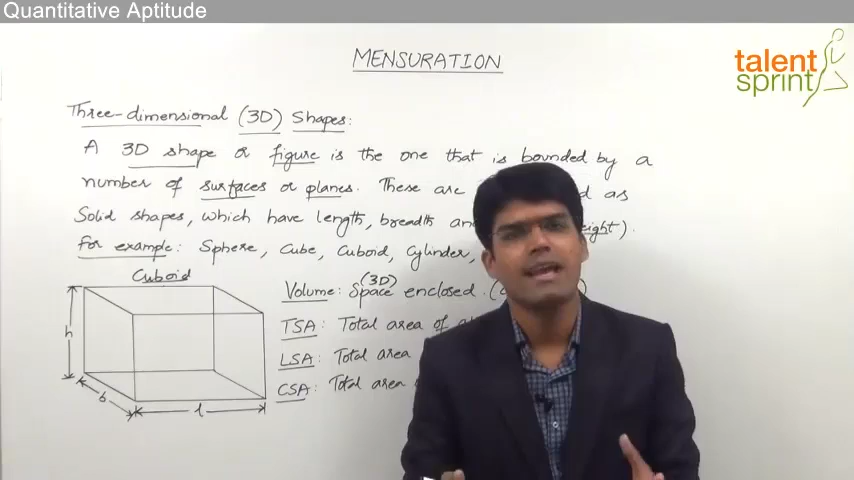 Quantitative Aptitude
MENSURATION
talent
sprint
Three-dimensional (3D) Shapes:
A 3D shape or figure is the one that is bounded by a
number of surfaces or planes. These are as
Solid shapes, which have length, breadth
For example: Sphere, Cube, Cuboid, Cylinder,
Cuboid
(3D)
Volume: Space enclosed.
TSA: Total area of
LSA: Total area
CSA: Total area
h
b
l